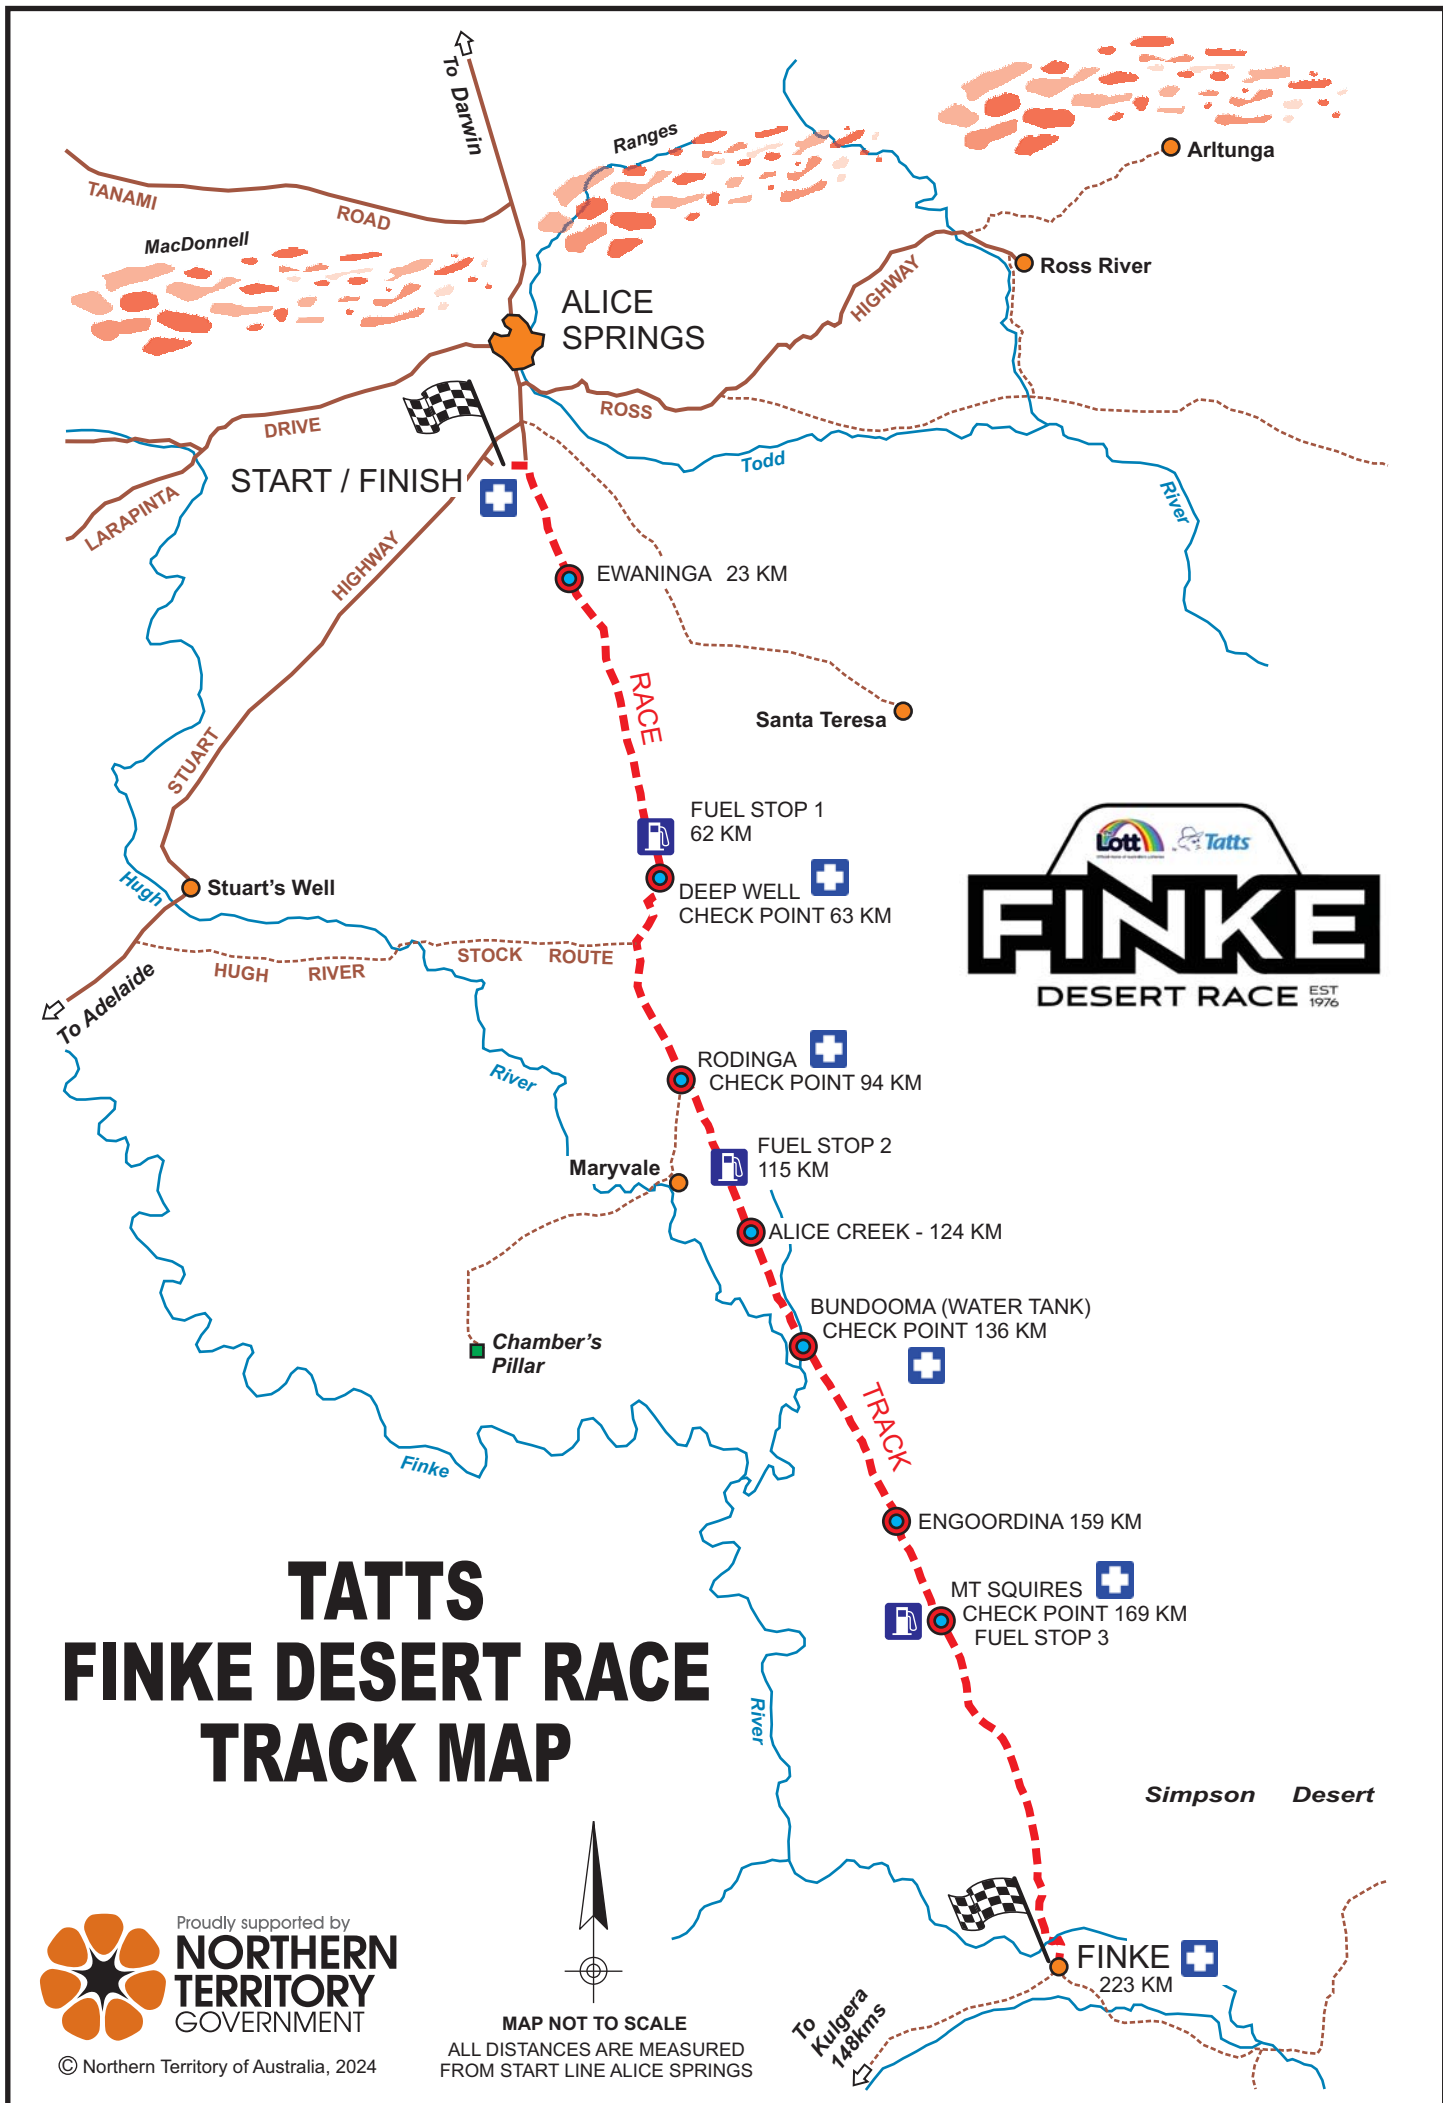 To Darwin
Ranges
Arltunga
TANAMI
ROAD
MacDonnell
Ross River
HIGHWAY
ALICE
SPRINGS
ROSS
DRIVE
Todd
START / FINISH
LARAPINTA
River
HIGHWAY
EWANINGA 23 KM
RACE
Santa Teresa
STUART
FUEL STOP 1
62 KM
the Lott
Tatts
Hugh
Stuart's Well
DEEP WELL
CHECK POINT 63 KM
FINKE
DESERT RACE
EST
1976
HUGH RIVER STOCK ROUTE
To Adelaide
RODINGA
CHECK POINT 94 KM
River
FUEL STOP 2
115 KM
Maryvale
ALICE CREEK - 124 KM
BUNDOOMA (WATER TANK)
CHECK POINT 136 KM
Chamber's
Pillar
TRACK
Finke
ENGOORDINA 159 KM
TATTS
FINKE DESERT RACE
TRACK MAP
MT SQUIRES
CHECK POINT 169 KM
FUEL STOP 3
River
Simpson Desert
FINKE
223 KM
To
Kulgera
148kms
Proudly supported by
NORTHERN
TERRITORY
GOVERNMENT
© Northern Territory of Australia, 2024
MAP NOT TO SCALE
ALL DISTANCES ARE MEASURED
FROM START LINE ALICE SPRINGS